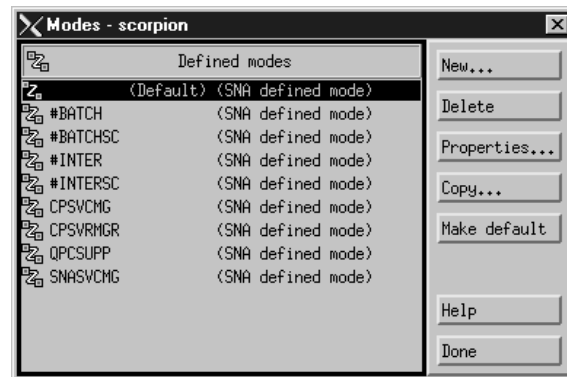 Modes - scorpion
Defined modes
(Default) (SNA defined mode)
#BATCH (SNA defined mode)
#BATCHSC (SNA defined mode)
#INTER (SNA defined mode)
#INTERSC (SNA defined mode)
CPSVCMG (SNA defined mode)
CPSVRMGR (SNA defined mode)
QPCSUPP (SNA defined mode)
SNASVCMG (SNA defined mode)
New...
Delete
Properties...
Copy...
Make default
Help
Done